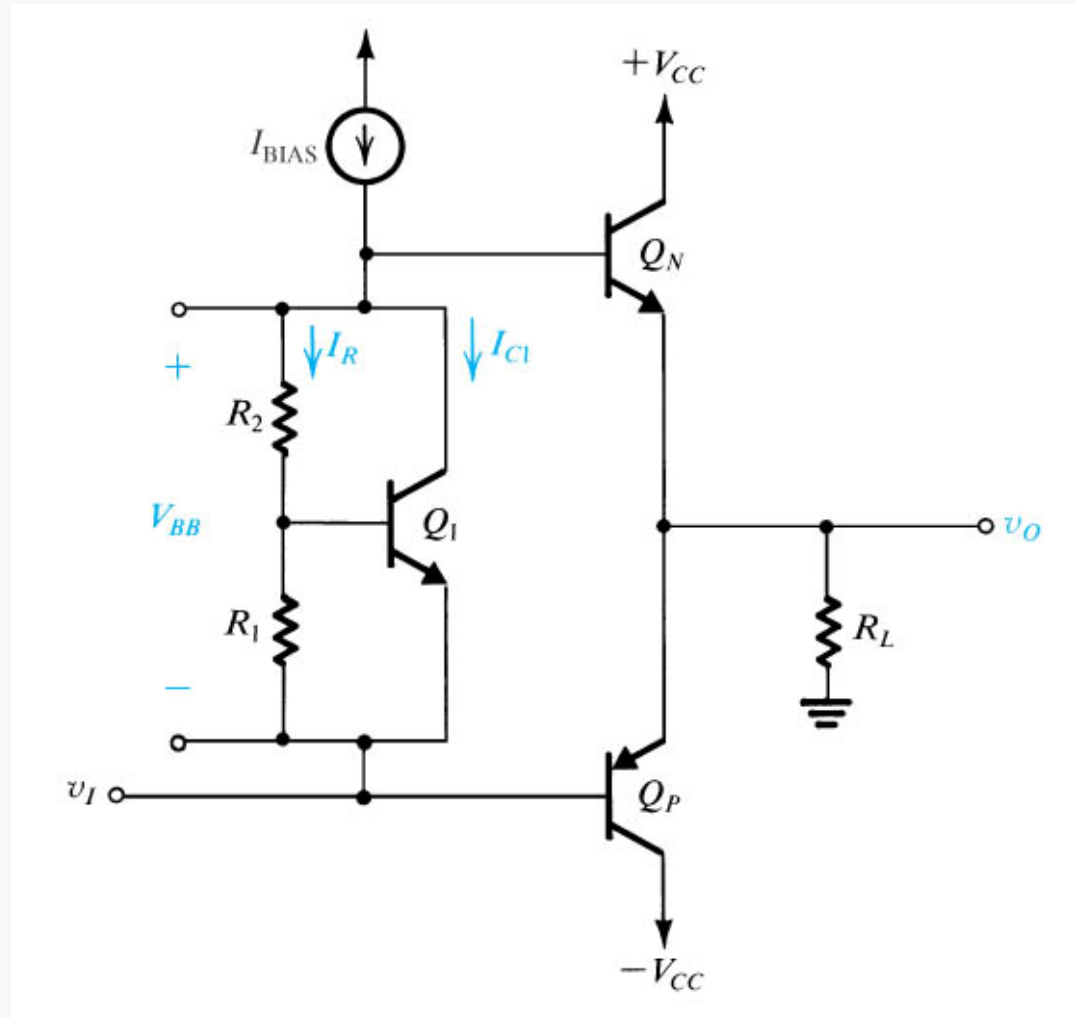 +V_CC
I_BIAS
Q_N
+
I_R
I_C1
R_2
V_BB
Q_1
v_O
R_1
R_L
−
v_I
Q_P
−V_CC